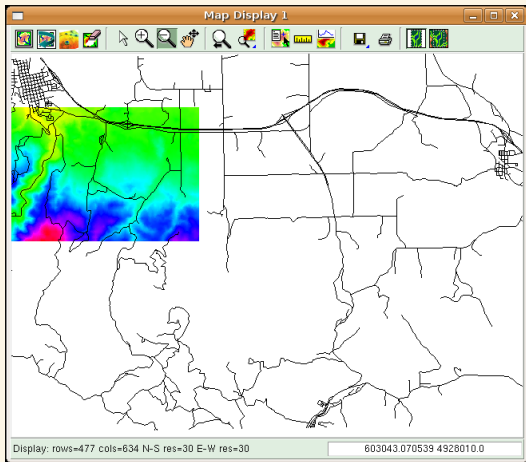 Map Display 1
Display: rows=477 cols=634 N-S res=30 E-W res=30
603043.070539 4928010.0